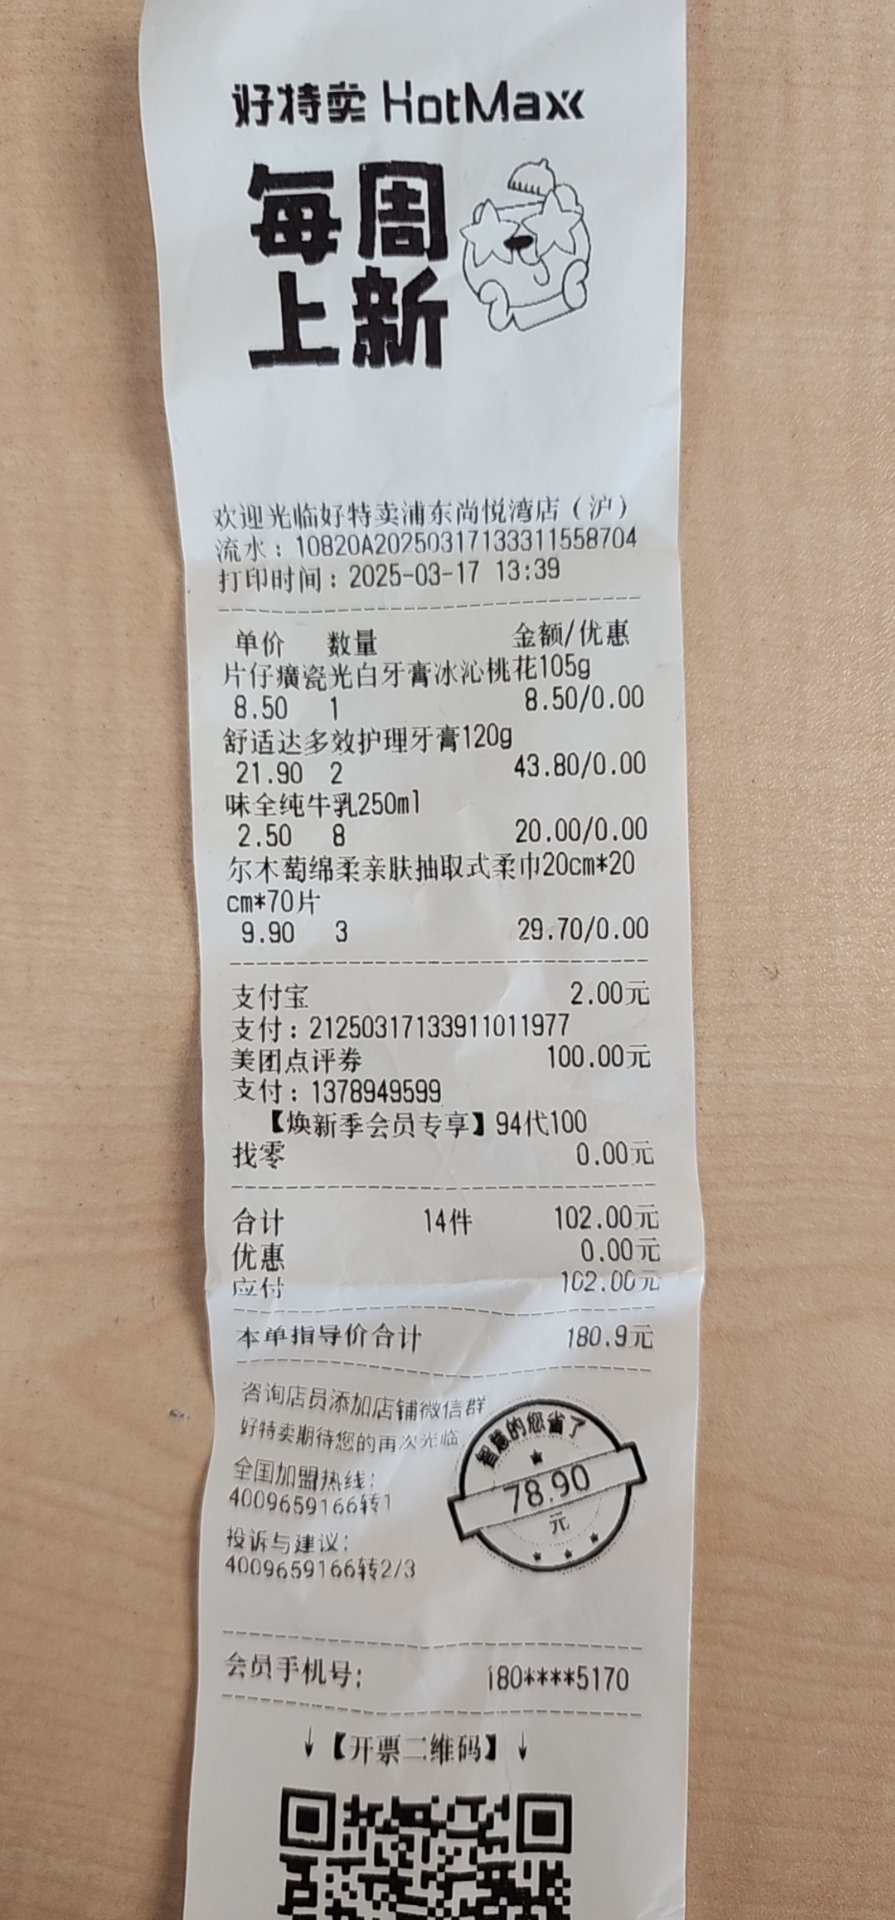 好特卖 HotMaxx
每周
上新
欢迎光临好特卖浦东尚悦湾店（沪）
流水：10820A20250317133311558704
打印时间：2025-03-17 13:39
单价 数量 金额/优惠
片仔癀瓷光白牙膏冰沁桃花105g
8.50 1 8.50/0.00
舒适达多效护理牙膏120g
21.90 2 43.80/0.00
味全纯牛乳250ml
2.50 8 20.00/0.00
尔木萄绵柔亲肤抽取式柔巾20cm*20
cm*70片
9.90 3 29.70/0.00
支付宝 2.00元
支付：21250317133911011977
美团点评券 100.00元
支付：1378949599
【焕新季会员专享】94代100
找零 0.00元
合计 14件 102.00元
优惠 0.00元
应付 102.00元
本单指导价合计 180.9元
咨询店员添加店铺微信群
好特卖期待您的再次光临
全国加盟热线：
4009659166转1
投诉与建议：
4009659166转2/3
智慧的您省了
78.90
元
会员手机号： 180****5170
↓【开票二维码】↓